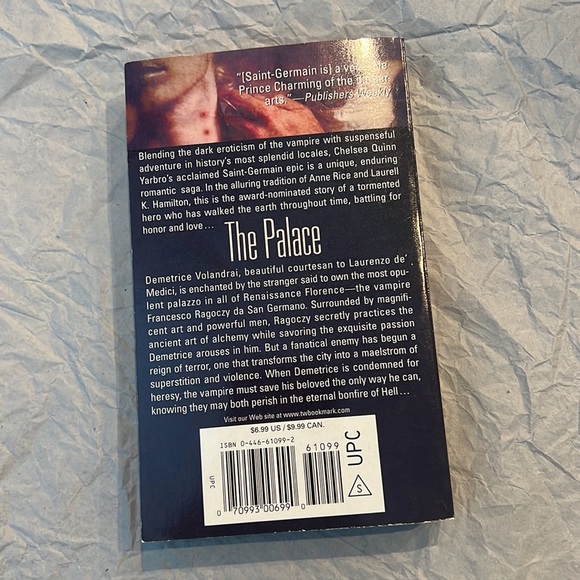 "[Saint-Germain is] a
Prince Charming of the
arts."—Publishers Weekly
Blending the dark eroticism of the vampire with suspenseful
adventure in history's most splendid locales, Chelsea Quinn
Yarbro's acclaimed Saint-Germain epic is a unique, enduring
romantic saga. In the alluring tradition of Anne Rice and Laurell
K. Hamilton, this is the award-nominated story of a tormented
hero who has walked the earth throughout time, battling for
honor and love...
The Palace
Demetrice Volandrai, beautiful courtesan to Laurenzo de'
Medici, is enchanted by the stranger said to own the most opu-
lent palazzo in all of Renaissance Florence—the vampire
Francesco Ragoczy da San Germano. Surrounded by magnifi-
cent art and powerful men, Ragoczy secretly practices the
ancient art of alchemy while savoring the exquisite passion
Demetrice arouses in him. But a fanatical enemy has begun a
reign of terror, one that transforms the city into a maelstrom of
superstition and violence. When Demetrice is condemned for
heresy, the vampire must save his beloved the only way he can,
knowing they may both perish in the eternal bonfire of Hell...
Visit our Web site at www.twbookmark.com
$6.99 US / $9.99 CAN.
ISBN 0-446-61099-2
61099
UPC
0 70993 00699 0
S
UPC